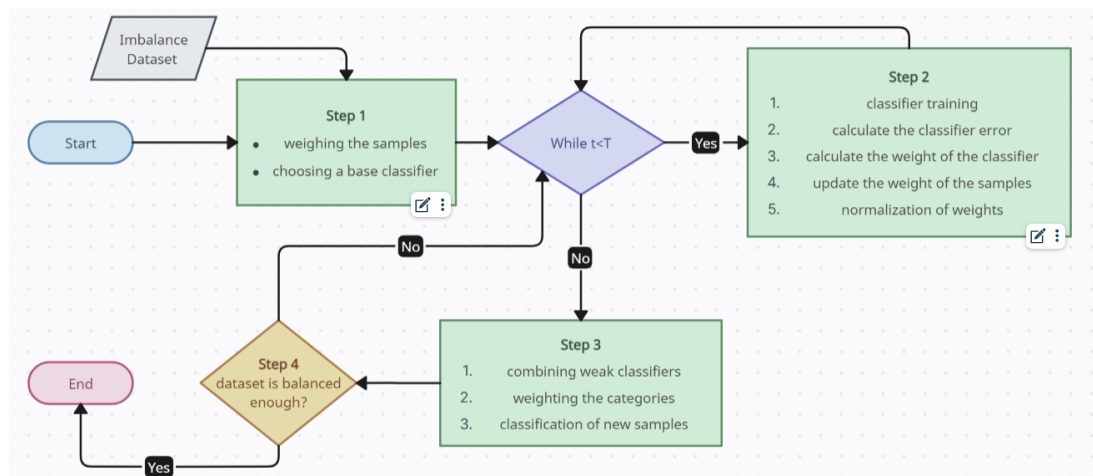 Imbalance
Dataset
Start
Step 1
• weighing the samples
• choosing a base classifier
While t<T
Yes
Step 2
1. classifier training
2. calculate the classifier error
3. calculate the weight of the classifier
4. update the weight of the samples
5. normalization of weights
No
No
Step 3
1. combining weak classifiers
2. weighting the categories
3. classification of new samples
Step 4
dataset is balanced
enough?
End
Yes